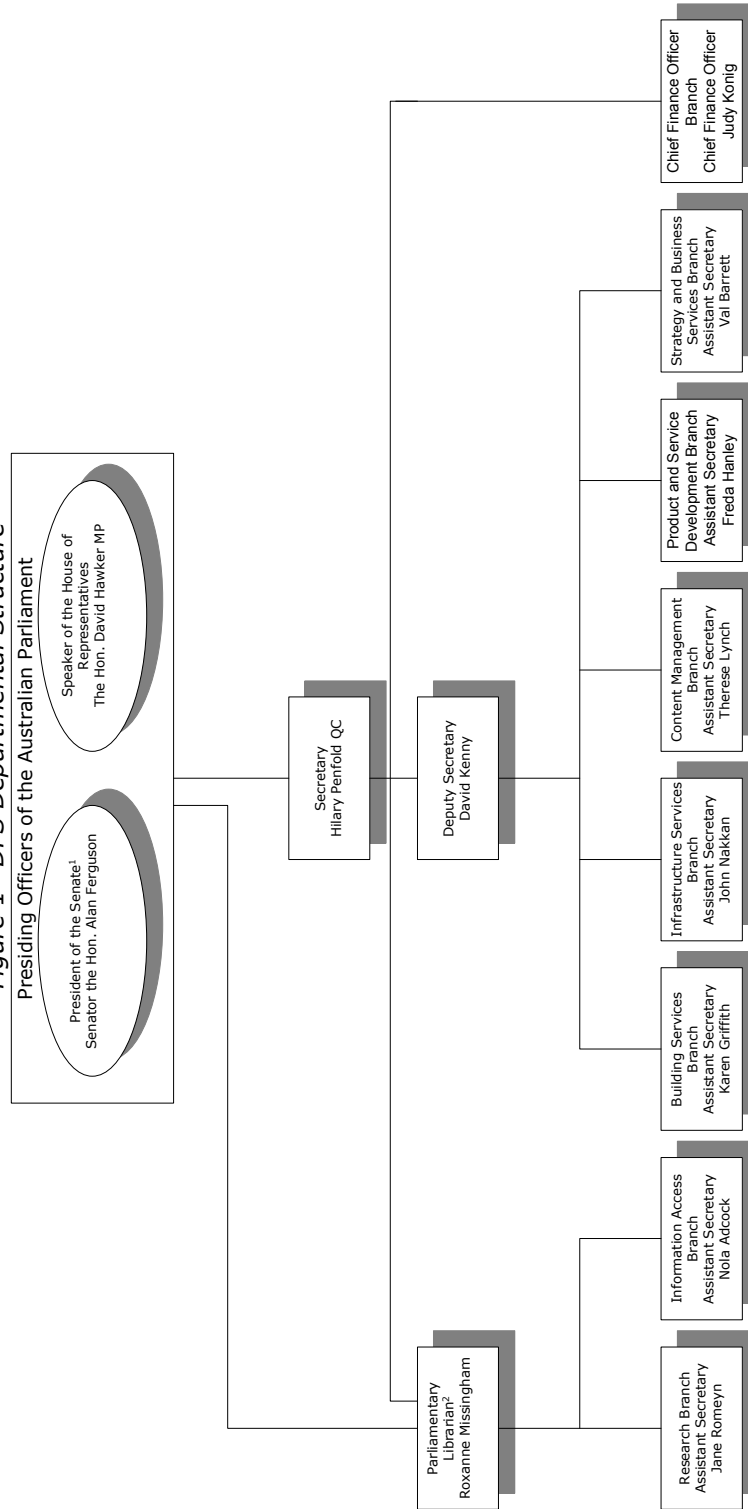 Figure 1—DPS Departmental Structure
Presiding Officers of the Australian Parliament
President of the Senate1
Senator the Hon. Alan Ferguson
Speaker of the House of
Representatives
The Hon. David Hawker MP
Secretary
Hilary Penfold QC
Parliamentary
Librarian2
Roxanne Missingham
Deputy Secretary
David Kenny
Research Branch
Assistant Secretary
Jane Romeyn
Information Access
Branch
Assistant Secretary
Nola Adcock
Building Services
Branch
Assistant Secretary
Karen Griffith
Infrastructure Services
Branch
Assistant Secretary
John Nakkan
Content Management
Branch
Assistant Secretary
Therese Lynch
Product and Service
Development Branch
Assistant Secretary
Freda Hanley
Strategy and Business
Services Branch
Assistant Secretary
Val Barrett
Chief Finance Officer
Branch
Chief Finance Officer
Judy Konig